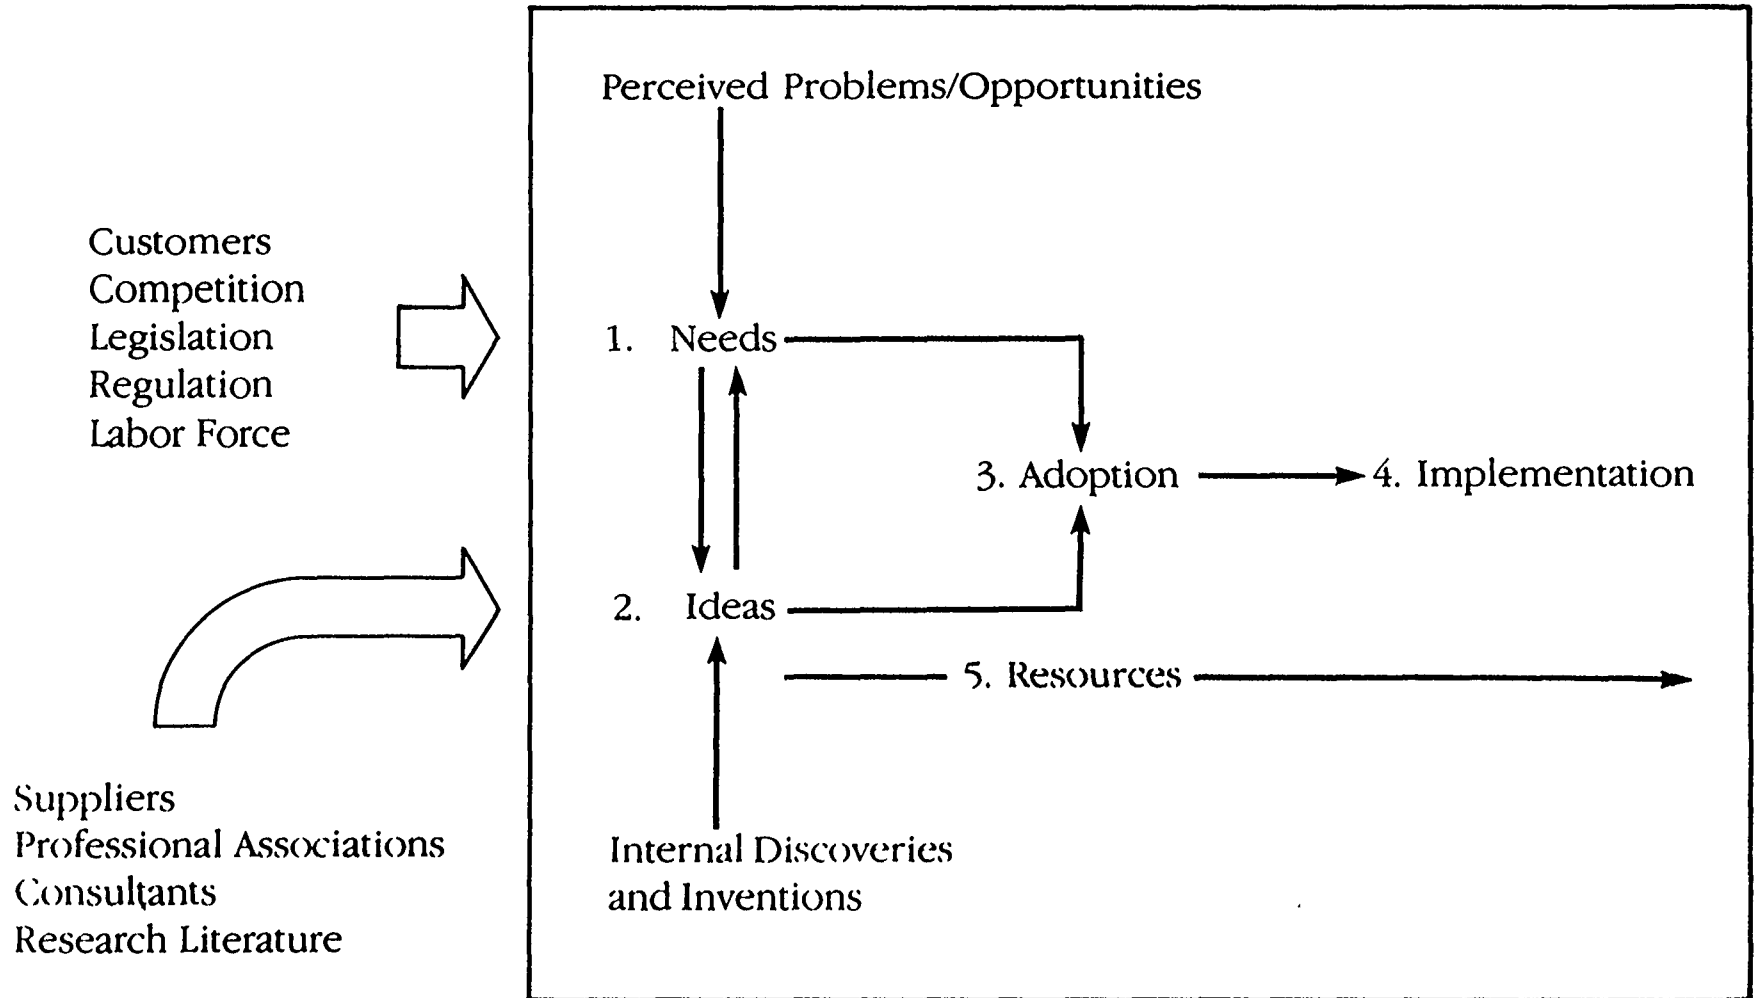 Perceived Problems/Opportunities
Customers
Competition
Legislation
Regulation
Labor Force
1. Needs
3. Adoption
4. Implementation
2. Ideas
5. Resources
Suppliers
Professional Associations
Consultants
Research Literature
Internal Discoveries
and Inventions